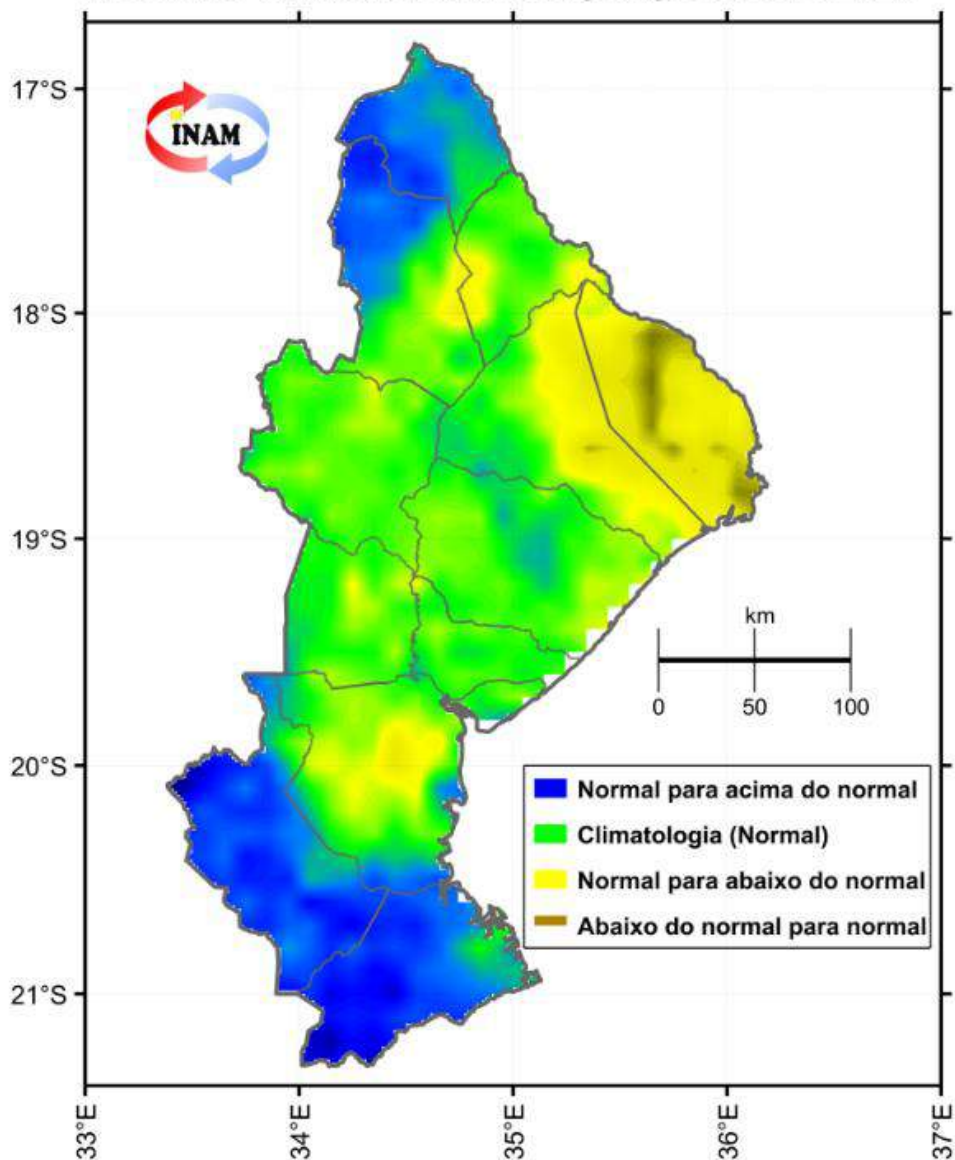 17°S
INAM
18°S
19°S
km
0 50 100
20°S
Normal para acima do normal
Climatologia (Normal)
Normal para abaixo do normal
Abaixo do normal para normal
21°S
33°E 34°E 35°E 36°E 37°E